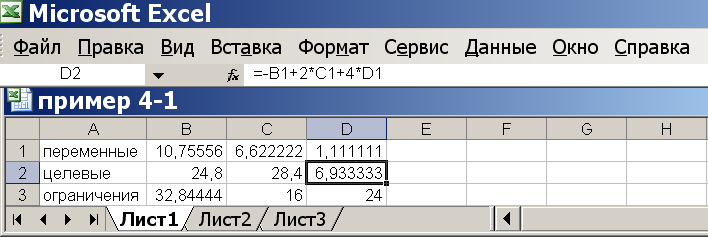 Microsoft Excel
Файл Правка Вид Вставка Формат Сервис Данные Окно Справка
D2 fx =-B1+2*C1+4*D1
пример 4-1
A B C D E F G H
1 переменные 10,75556 6,622222 1,111111
2 целевые 24,8 28,4 6,933333
3 ограничения 32,84444 16 24
Лист1 Лист2 Лист3